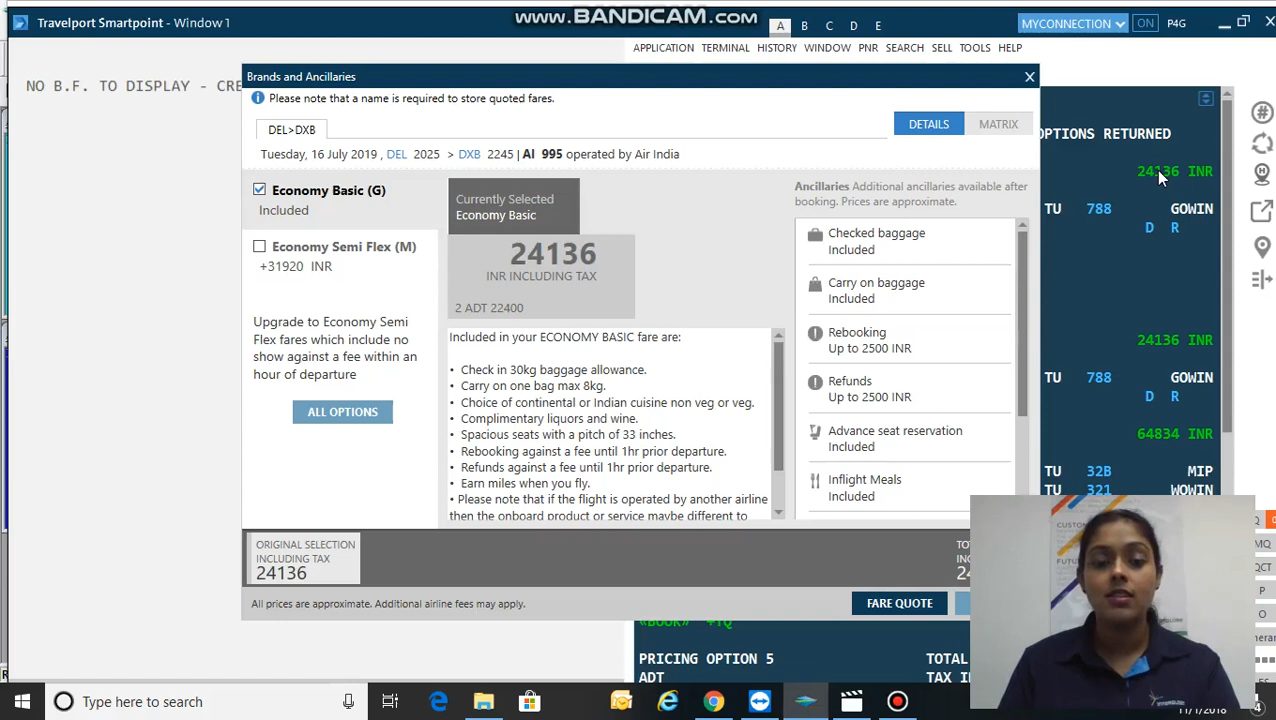 www.BANDICAM.com
Travelport Smartpoint - Window 1
A B C D E
MYCONNECTION ON P4G
APPLICATION TERMINAL HISTORY WINDOW PNR SEARCH SELL TOOLS HELP
NO B.F. TO DISPLAY - CRE
Brands and Ancillaries
Please note that a name is required to store quoted fares.
DEL>DXB
DETAILS MATRIX
Tuesday, 16 July 2019 , DEL 2025 > DXB 2245 | AI 995 operated by Air India
Economy Basic (G)
Included
Economy Semi Flex (M)
+31920 INR
Upgrade to Economy Semi
Flex fares which include no
show against a fee within an
hour of departure
ALL OPTIONS
Currently Selected
Economy Basic
24136
INR INCLUDING TAX
2 ADT 22400
Included in your ECONOMY BASIC fare are:
• Check in 30kg baggage allowance.
• Carry on one bag max 8kg.
• Choice of continental or Indian cuisine non veg or veg.
• Complimentary liquors and wine.
• Spacious seats with a pitch of 33 inches.
• Rebooking against a fee until 1hr prior departure.
• Refunds against a fee until 1hr prior departure.
• Earn miles when you fly.
• Please note that if the flight is operated by another airline
then the onboard product or service maybe different to
Ancillaries Additional ancillaries available after
booking. Prices are approximate.
Checked baggage
Included
Carry on baggage
Included
Rebooking
Up to 2500 INR
Refunds
Up to 2500 INR
Advance seat reservation
Included
Inflight Meals
Included
ORIGINAL SELECTION
INCLUDING TAX
24136
All prices are approximate. Additional airline fees may apply.
FARE QUOTE
OPTIONS RETURNED
24136 INR
TU 788 GOWIN
D R
24136 INR
TU 788 GOWIN
D R
64834 INR
TU 32B MIP
TU 321 WOWIN
PRICING OPTION 5 TOTAL
ADT TAX IN
MQ
QCT
P
O
Type here to search
11/1/2018